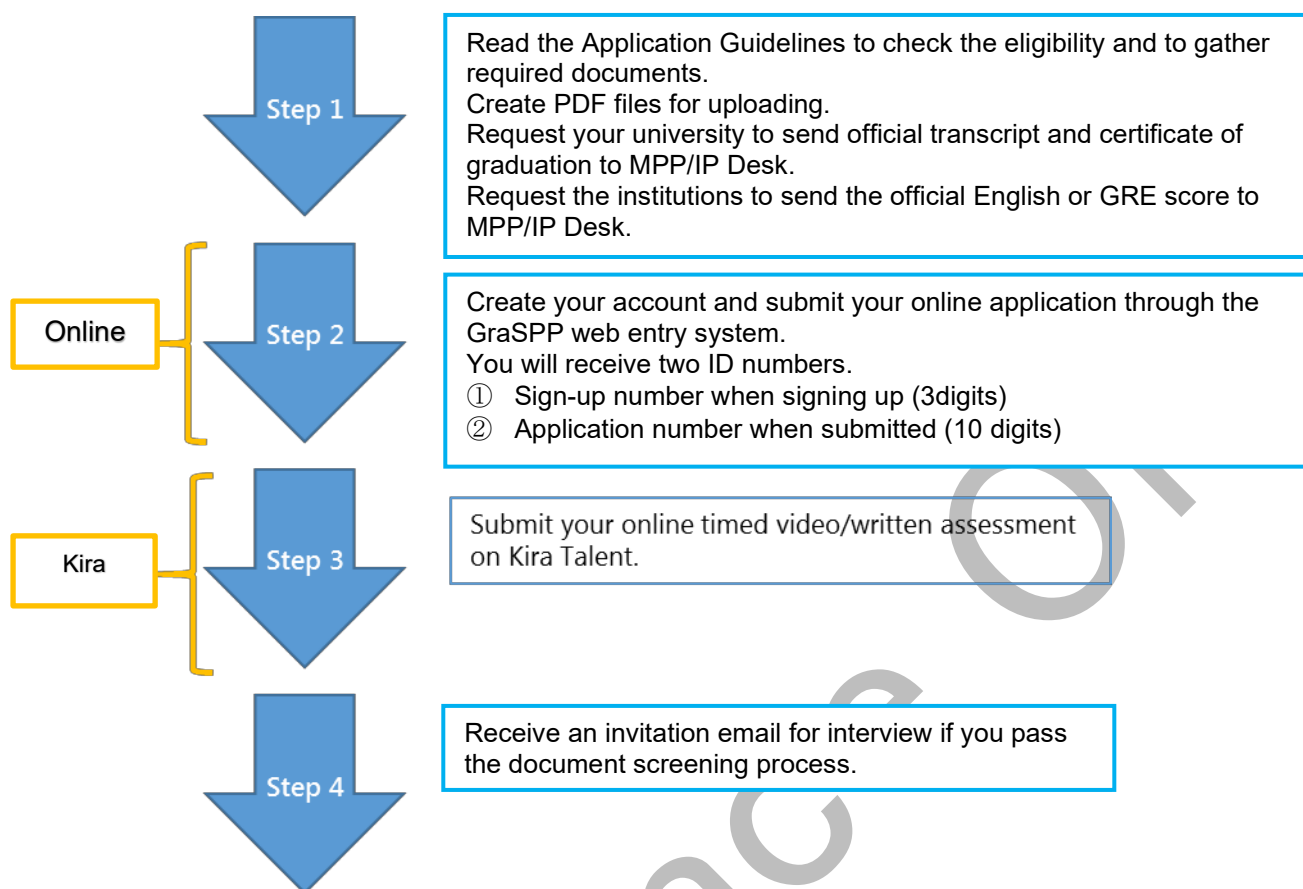 Step 1
Read the Application Guidelines to check the eligibility and to gather
required documents.
Create PDF files for uploading.
Request your university to send official transcript and certificate of
graduation to MPP/IP Desk.
Request the institutions to send the official English or GRE score to
MPP/IP Desk.
Online
Step 2
Create your account and submit your online application through the
GraSPP web entry system.
You will receive two ID numbers.
① Sign-up number when signing up (3digits)
② Application number when submitted (10 digits)
Kira
Step 3
Submit your online timed video/written assessment
on Kira Talent.
Step 4
Receive an invitation email for interview if you pass
the document screening process.